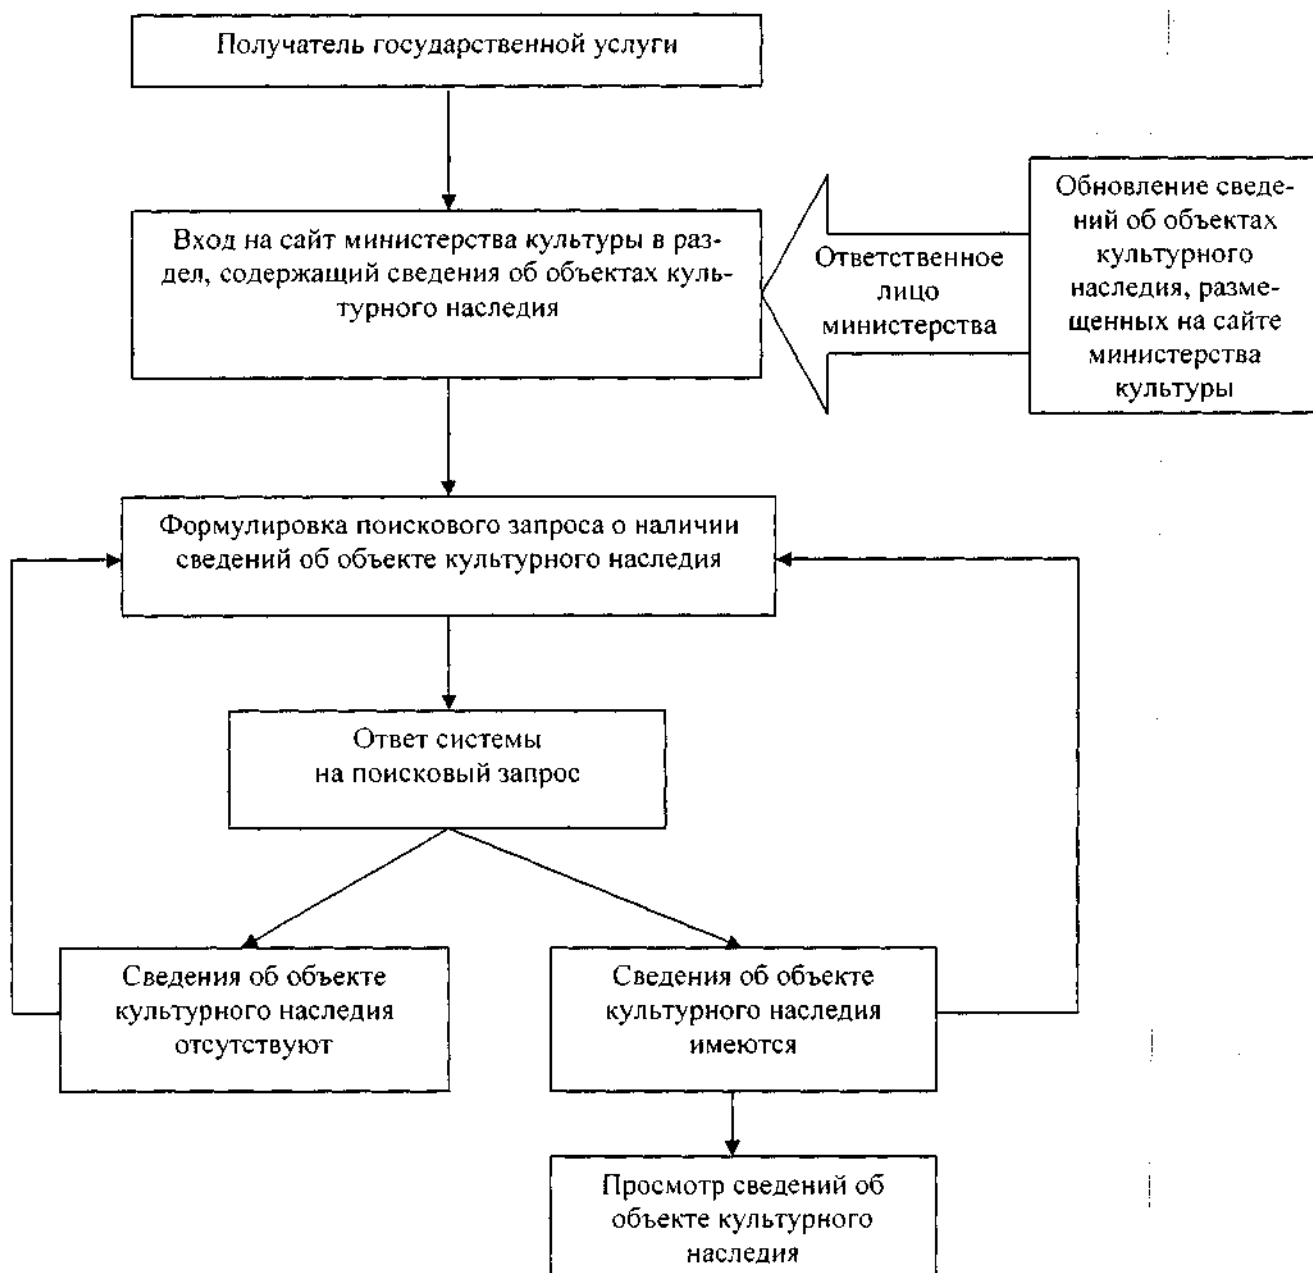 Получатель государственной услуги
Вход на сайт министерства культуры в раз-
дел, содержащий сведения об объектах куль-
турного наследия
Ответственное
лицо
министерства
Обновление сведе-
ний об объектах
культурного
наследия, разме-
щенных на сайте
министерства
культуры
Формулировка поискового запроса о наличии
сведений об объекте культурного наследия
Ответ системы
на поисковый запрос
Сведения об объекте
культурного наследия
отсутствуют
Сведения об объекте
культурного наследия
имеются
Просмотр сведений об
объекте культурного
наследия